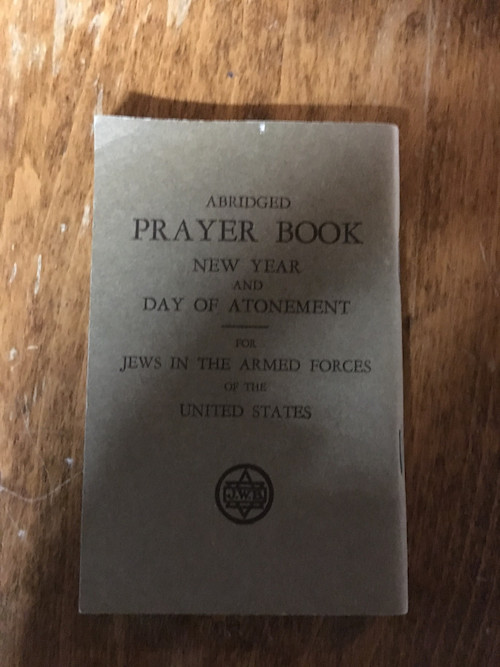 ABRIDGED
PRAYER BOOK
NEW YEAR
AND
DAY OF ATONEMENT
FOR
JEWS IN THE ARMED FORCES
OF THE
UNITED STATES
J.W.B.